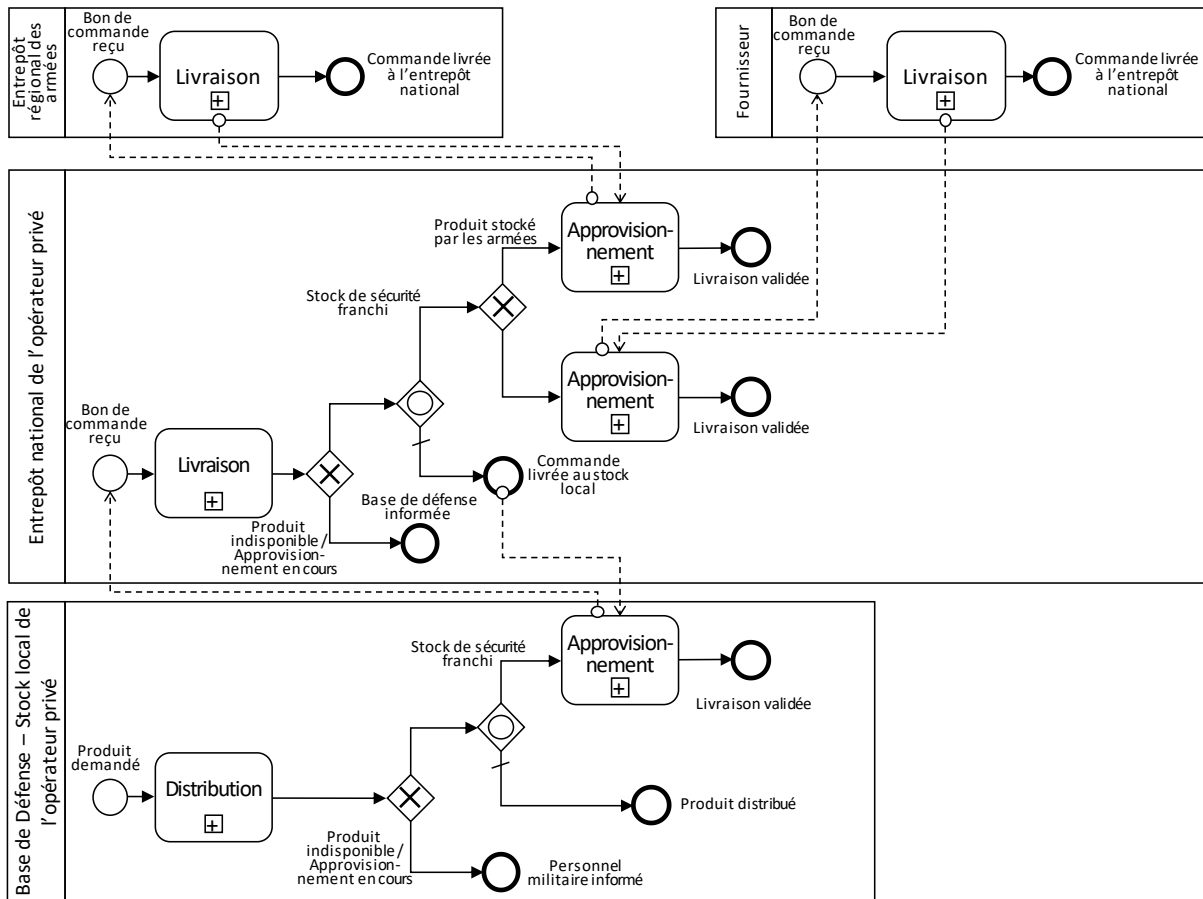 Entrepôt
régional des
armées
Bon de
commande
reçu
Livraison
Commande livrée
à l'entrepôt
national
Fournisseur
Bon de
commande
reçu
Livraison
Commande livrée
à l'entrepôt
national
Entrepôt national de l'opérateur privé
Produit stocké
par les armées
Approvision-
nement
Livraison validée
Stock de sécurité
franchi
Approvision-
nement
Livraison validée
Bon de
commande
reçu
Livraison
Commande
livrée au stock
local
Base de défense
informée
Produit
indisponible /
Approvision-
nement en cours
Base de Défense – Stock local de
l'opérateur privé
Stock de sécurité
franchi
Approvision-
nement
Livraison validée
Produit
demandé
Distribution
Produit distribué
Produit
indisponible /
Approvision-
nement en cours
Personnel
militaire informé